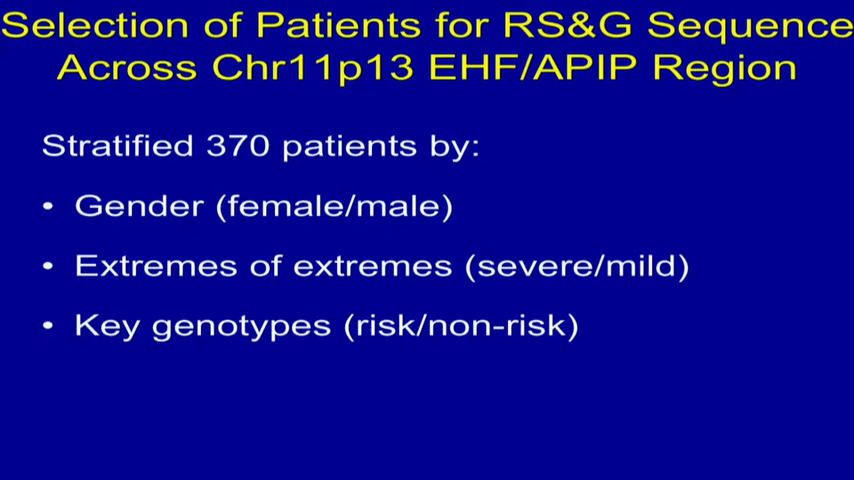 Selection of Patients for RS&G Sequence
Across Chr11p13 EHF/APIP Region
Stratified 370 patients by:
• Gender (female/male)
• Extremes of extremes (severe/mild)
• Key genotypes (risk/non-risk)